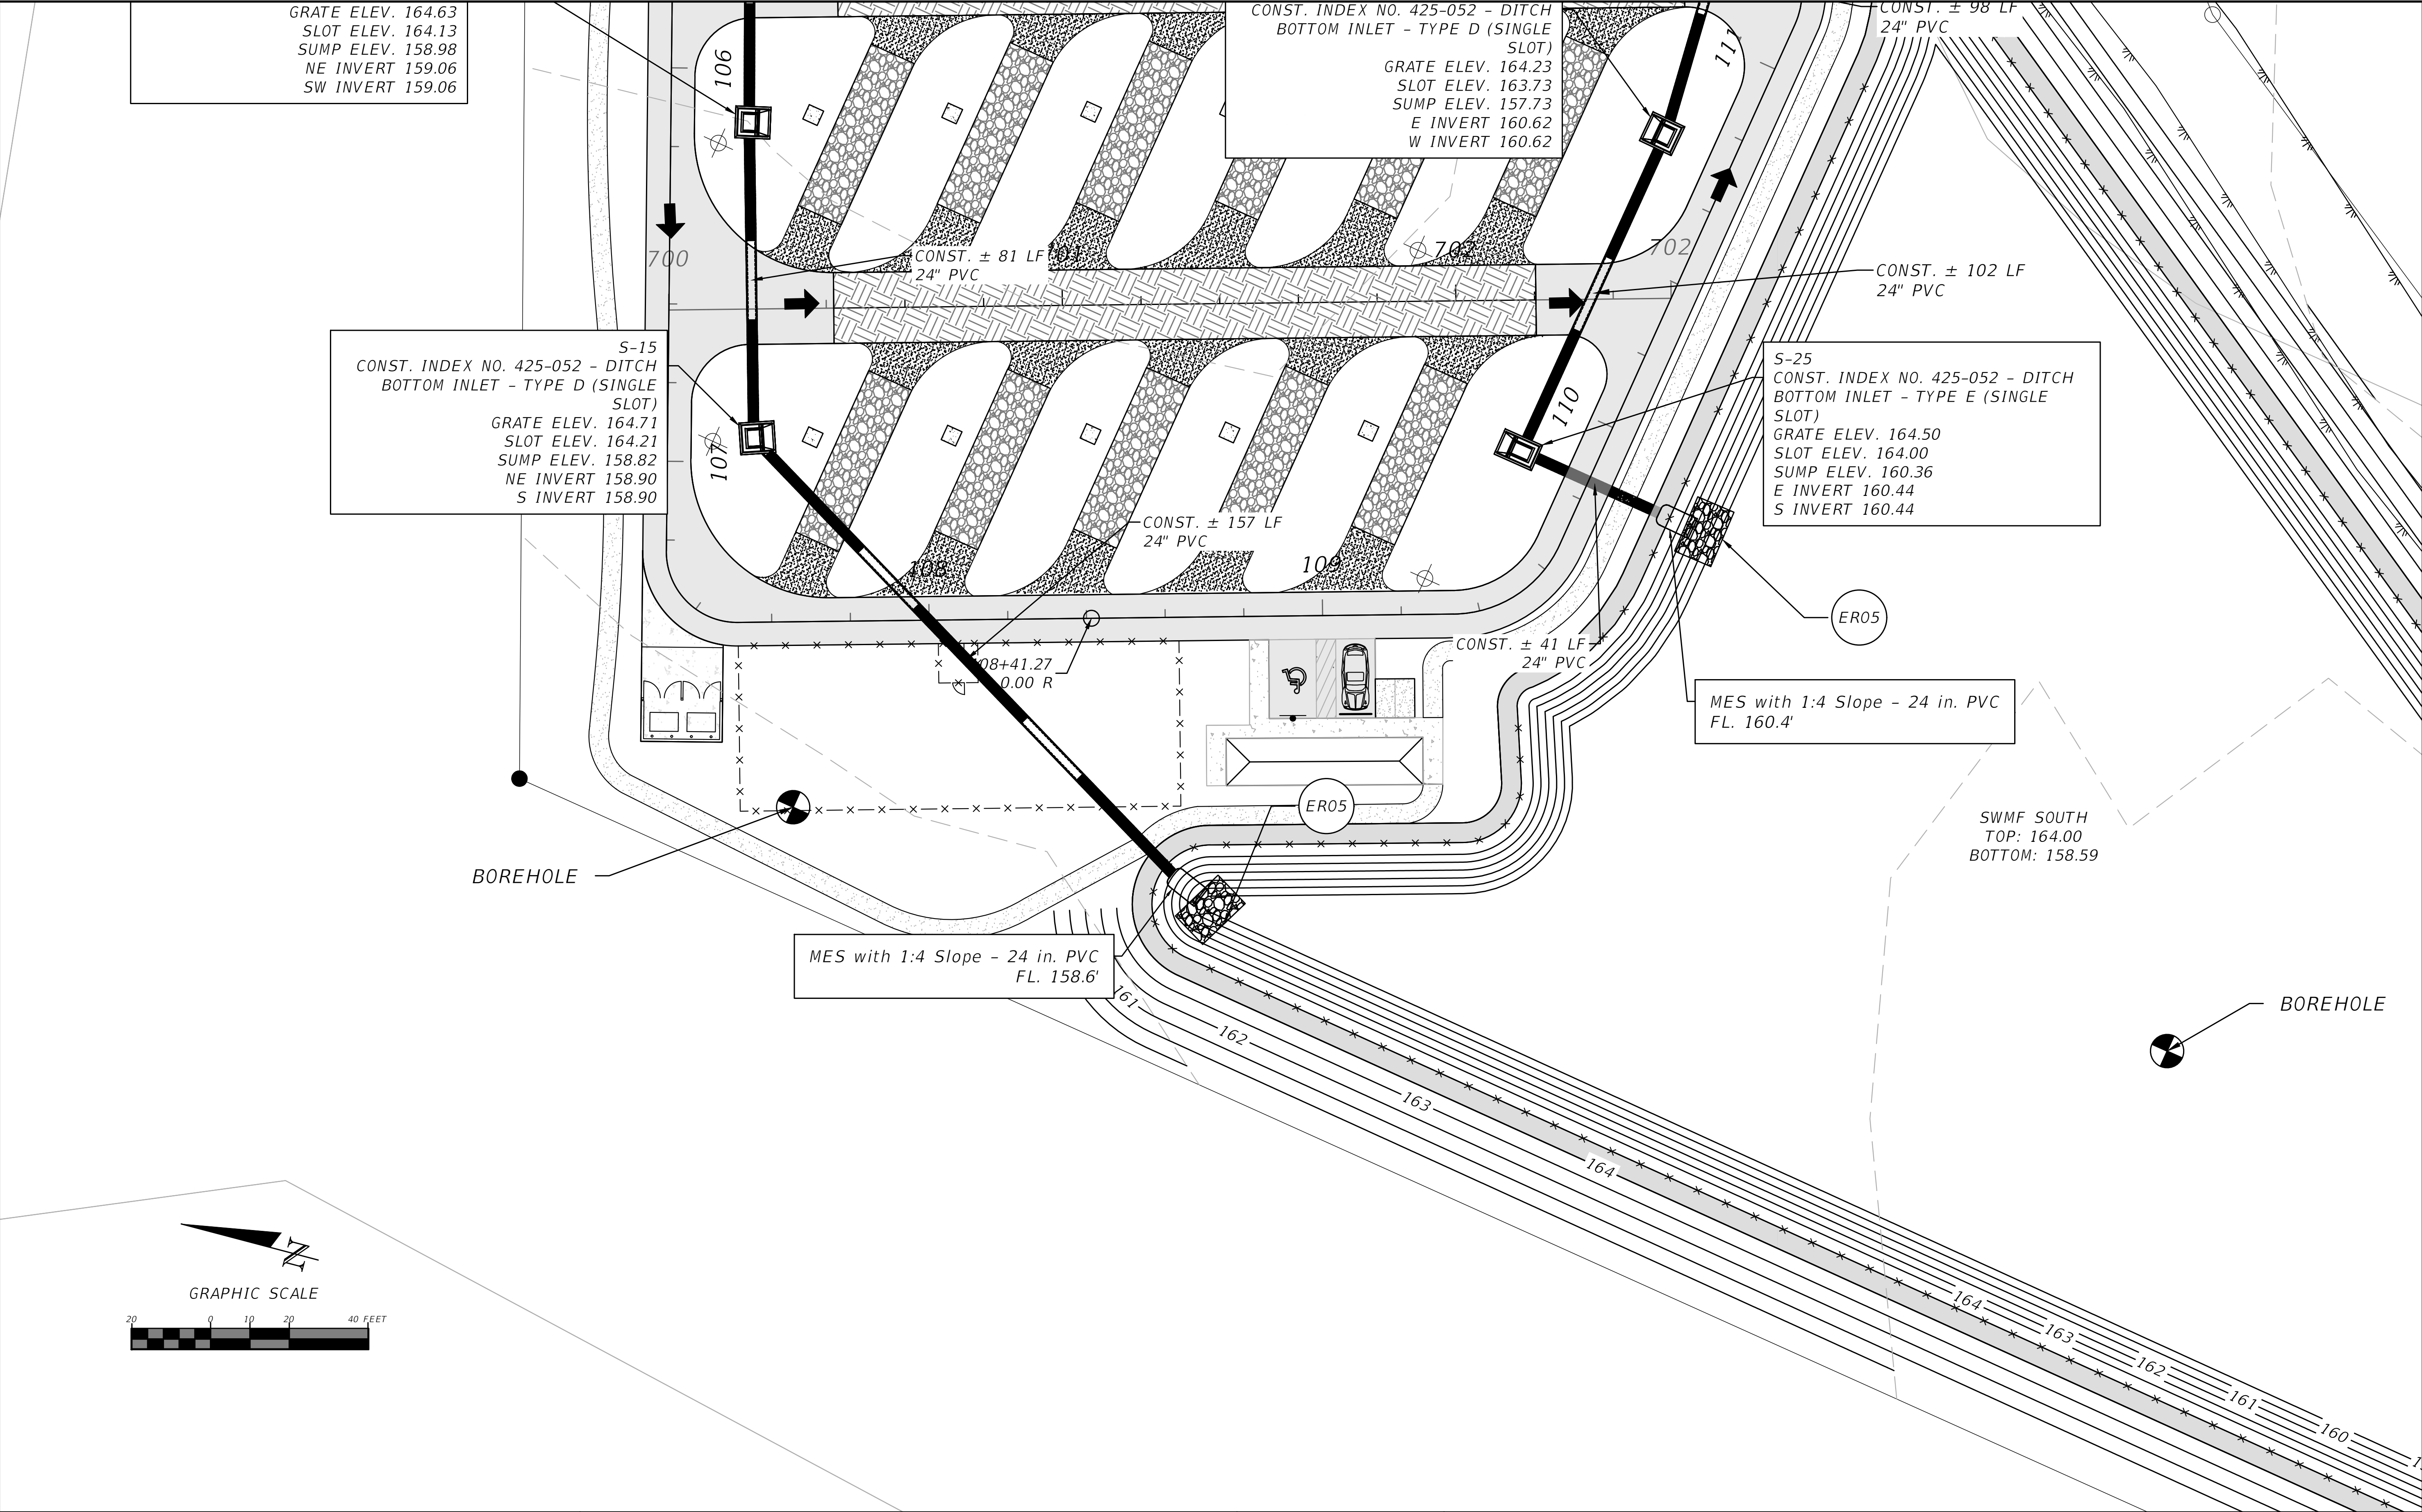 GRATE ELEV. 164.63
SLOT ELEV. 164.13
SUMP ELEV. 158.98
NE INVERT 159.06
SW INVERT 159.06
CONST. INDEX NO. 425-052 - DITCH
BOTTOM INLET - TYPE D (SINGLE
SLOT)
GRATE ELEV. 164.23
SLOT ELEV. 163.73
SUMP ELEV. 157.73
E INVERT 160.62
W INVERT 160.62
CONST. ± 98 LF
24" PVC
106
111
700
CONST. ± 81 LF
24" PVC
702
702
CONST. ± 102 LF
24" PVC
S-15
CONST. INDEX NO. 425-052 - DITCH
BOTTOM INLET - TYPE D (SINGLE
SLOT)
GRATE ELEV. 164.71
SLOT ELEV. 164.21
SUMP ELEV. 158.82
NE INVERT 158.90
S INVERT 158.90
S-25
CONST. INDEX NO. 425-052 - DITCH
BOTTOM INLET - TYPE E (SINGLE
SLOT)
GRATE ELEV. 164.50
SLOT ELEV. 164.00
SUMP ELEV. 160.36
E INVERT 160.44
S INVERT 160.44
107
110
CONST. ± 157 LF
24" PVC
108
109
ER05
CONST. ± 41 LF
24" PVC
08+41.27
0.00 R
MES with 1:4 Slope - 24 in. PVC
FL. 160.4'
ER05
SWMF SOUTH
TOP: 164.00
BOTTOM: 158.59
BOREHOLE
MES with 1:4 Slope - 24 in. PVC
FL. 158.6'
BOREHOLE
161
162
163
164
164
163
162
161
160
N
GRAPHIC SCALE
20 0 10 20 40 FEET